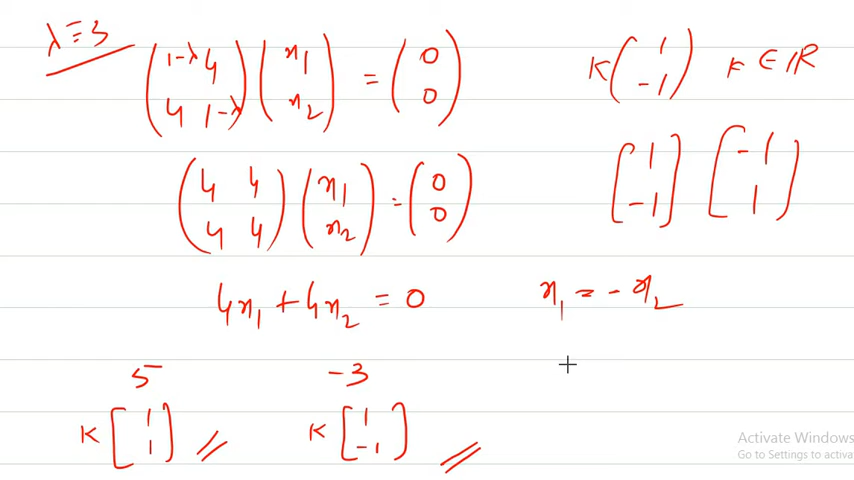 λ = 3
(1-λ 4 / 4 1-λ) (x₁ / x₂) = (0 / 0)
K (1 / -1) K ∈ ℝ
[1 / -1] [-1 / 1]
(4 4 / 4 4) (x₁ / x₂) = (0 / 0)
4x₁ + 4x₂ = 0
x₁ = -x₂
5 -3
K [1 / 1] K [1 / -1]
Activate Windows
Go to Settings to activa